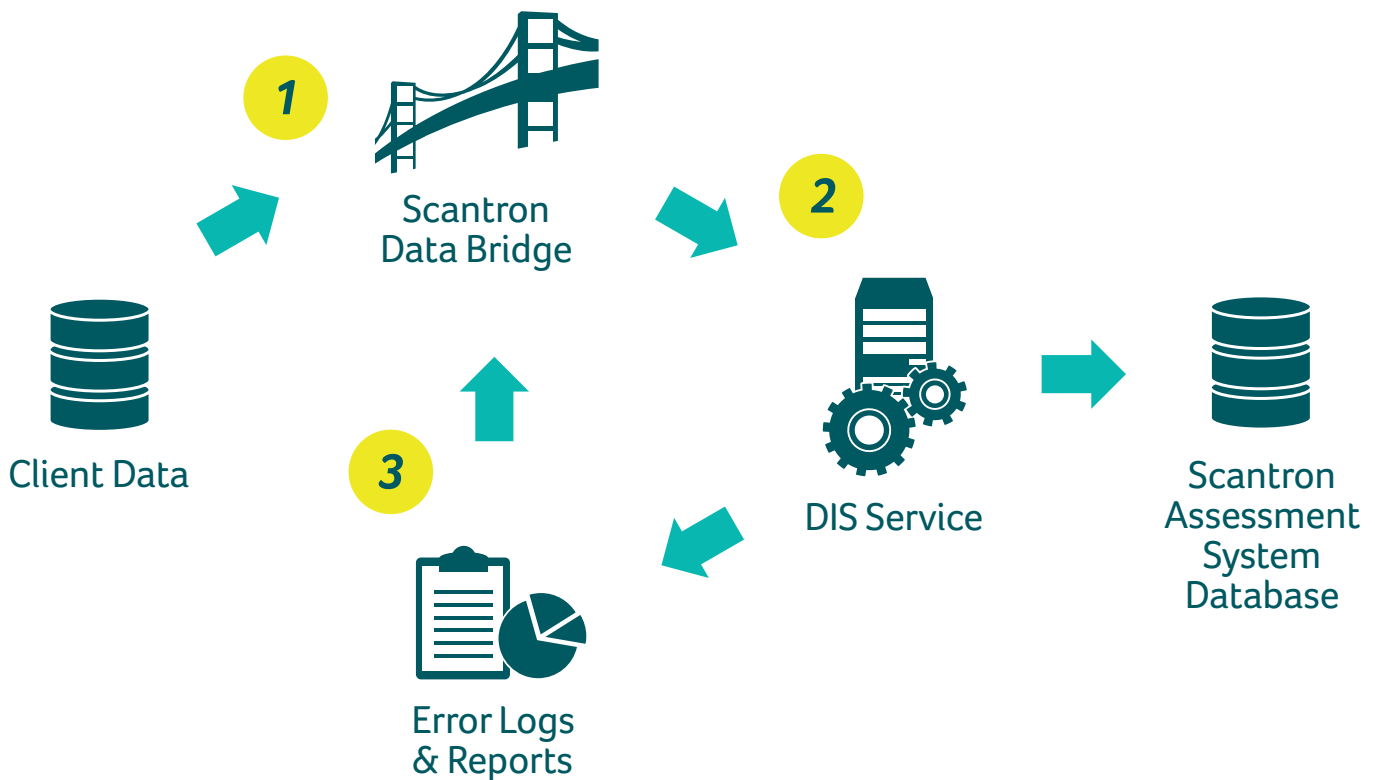 1
Scantron
Data Bridge
2
Client Data
3
DIS Service
Scantron
Assessment
System
Database
Error Logs
& Reports